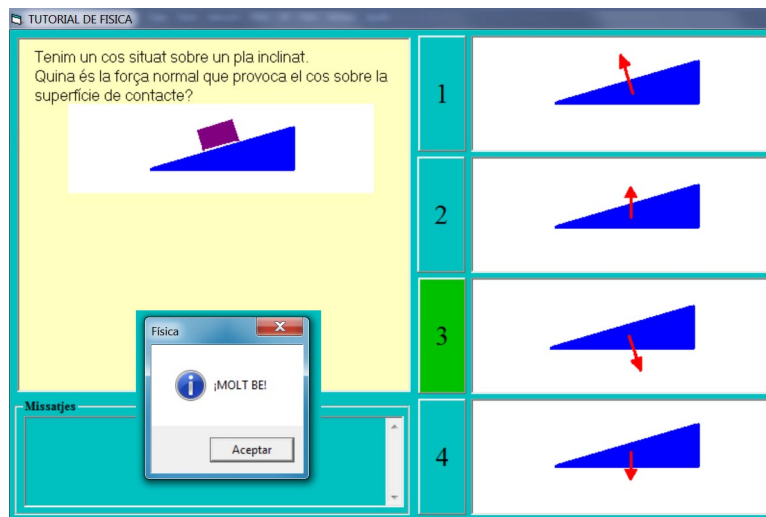 TUTORIAL DE FISICA
Tenim un cos situat sobre un pla inclinat.
Quina és la força normal que provoca el cos sobre la
superfície de contacte?
1
2
3
4
Física
¡MOLT BE!
Aceptar
Missatjes